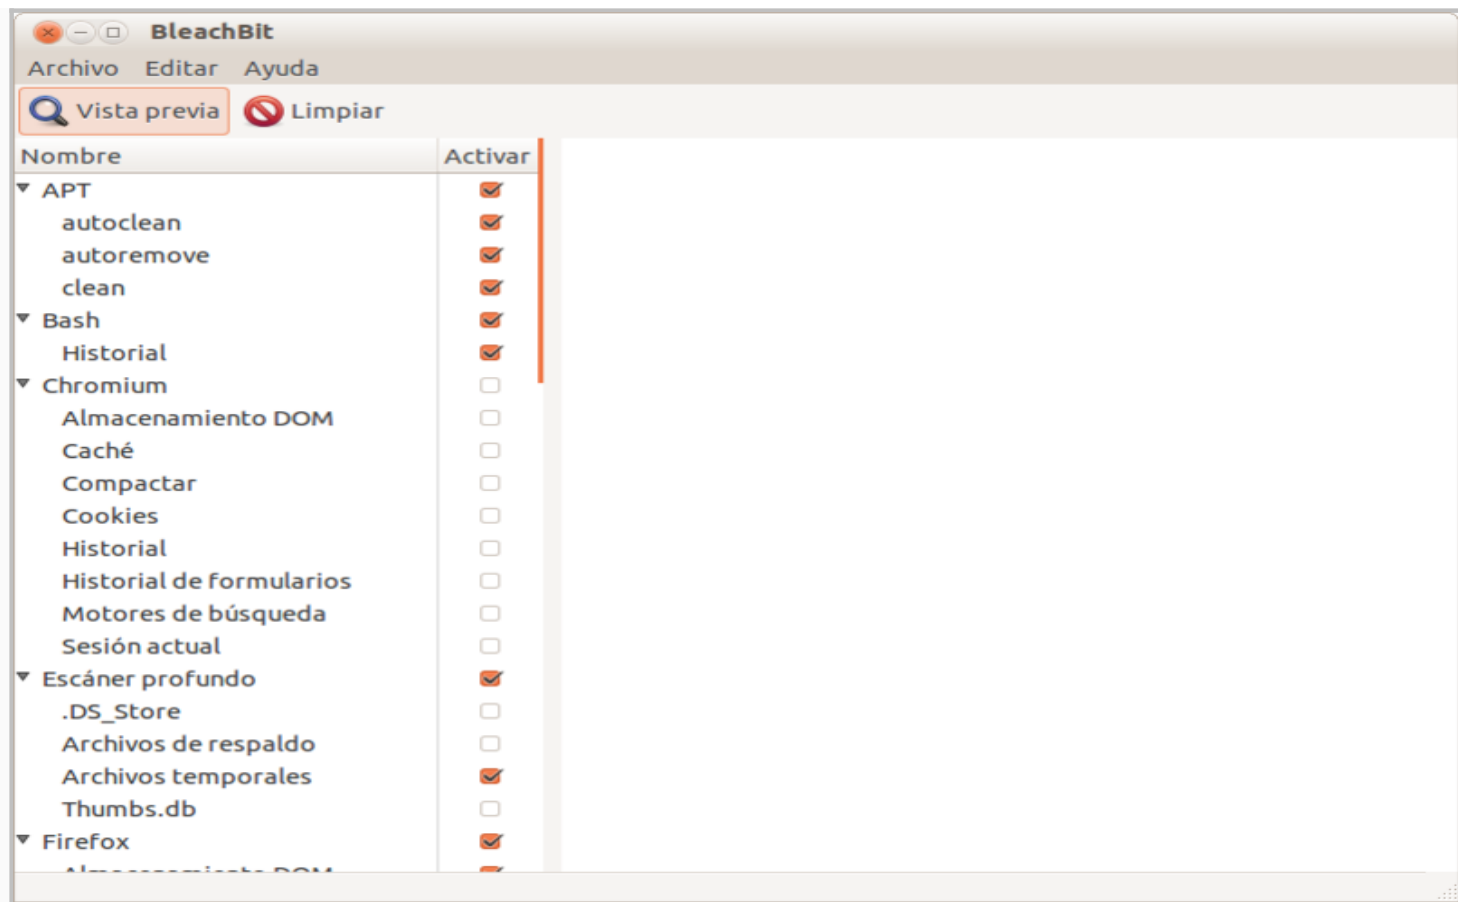 BleachBit
Archivo Editar Ayuda
Vista previa Limpiar
Nombre Activar
APT
autoclean
autoremove
clean
Bash
Historial
Chromium
Almacenamiento DOM
Caché
Compactar
Cookies
Historial
Historial de formularios
Motores de búsqueda
Sesión actual
Escáner profundo
.DS_Store
Archivos de respaldo
Archivos temporales
Thumbs.db
Firefox
Almacenamiento DOM